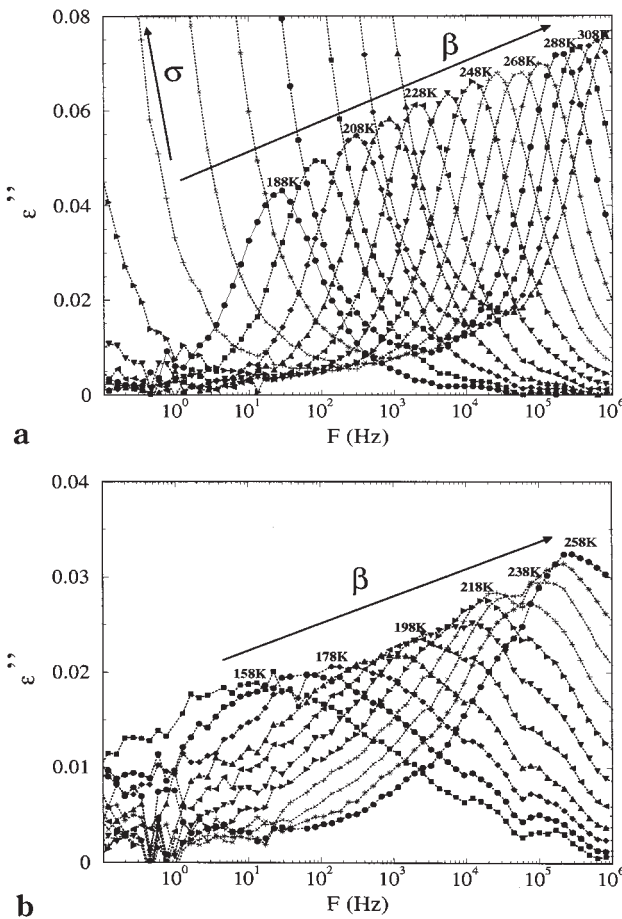 0.08
0.06
0.04
0.02
0
ε''
σ
β
188K
208K
228K
248K
268K
288K
308K
10⁰ 10¹ 10² 10³ 10⁴ 10⁵ 10⁶
F (Hz)
a
0.04
0.03
0.02
0.01
0
ε''
β
158K
178K
198K
218K
238K
258K
10⁰ 10¹ 10² 10³ 10⁴ 10⁵ 10⁶
F (Hz)
b